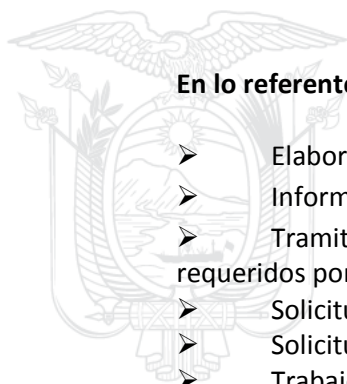 En lo referente
➢ Elabor
➢ Inform
➢ Tramit
requeridos por
➢ Solicitu
➢ Solicitu
➢ Trabaj